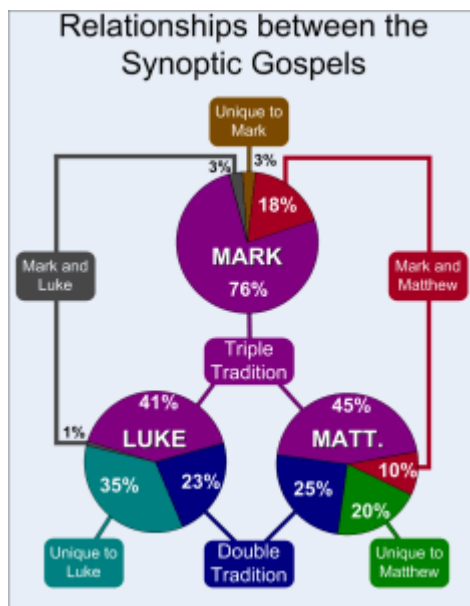 Relationships between the
Synoptic Gospels
Unique to
Mark
3%
3%
18%
MARK
76%
Mark and
Luke
Mark and
Matthew
Triple
Tradition
41%
45%
1%
LUKE
MATT.
35%
23%
25%
10%
20%
Unique to
Luke
Double
Tradition
Unique to
Matthew